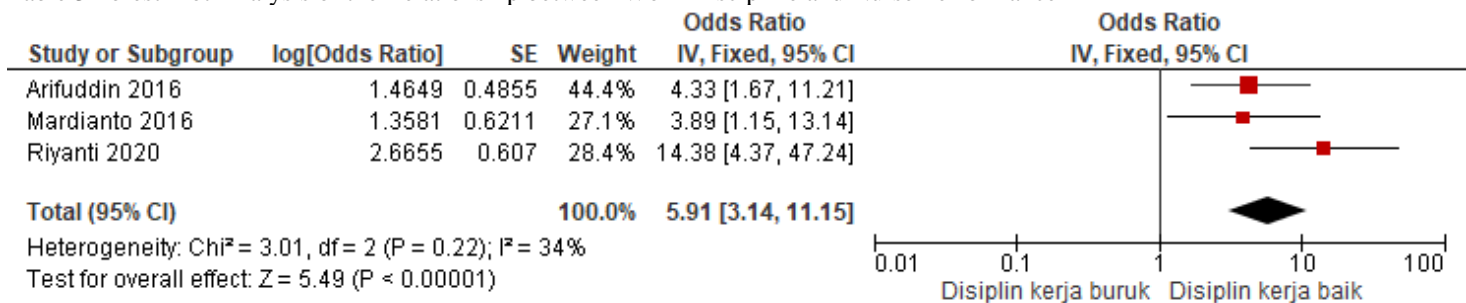 Odds Ratio Odds Ratio
Study or Subgroup log[Odds Ratio] SE Weight IV, Fixed, 95% CI IV, Fixed, 95% CI
Arifuddin 2016 1.4649 0.4855 44.4% 4.33 [1.67, 11.21]
Mardianto 2016 1.3581 0.6211 27.1% 3.89 [1.15, 13.14]
Riyanti 2020 2.6655 0.607 28.4% 14.38 [4.37, 47.24]
Total (95% CI) 100.0% 5.91 [3.14, 11.15]
Heterogeneity: Chi² = 3.01, df = 2 (P = 0.22); I² = 34%
Test for overall effect: Z = 5.49 (P < 0.00001)
0.01 0.1 1 10 100
Disiplin kerja buruk Disiplin kerja baik